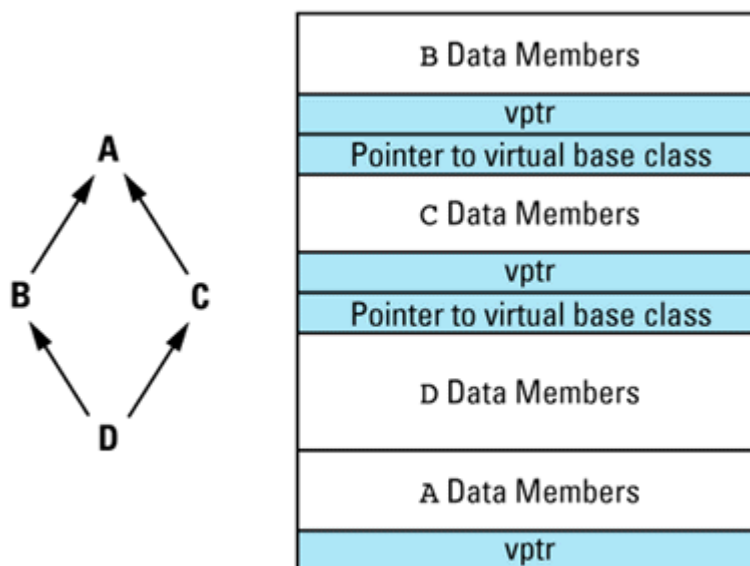 A
B C
D
B Data Members
vptr
Pointer to virtual base class
C Data Members
vptr
Pointer to virtual base class
D Data Members
A Data Members
vptr